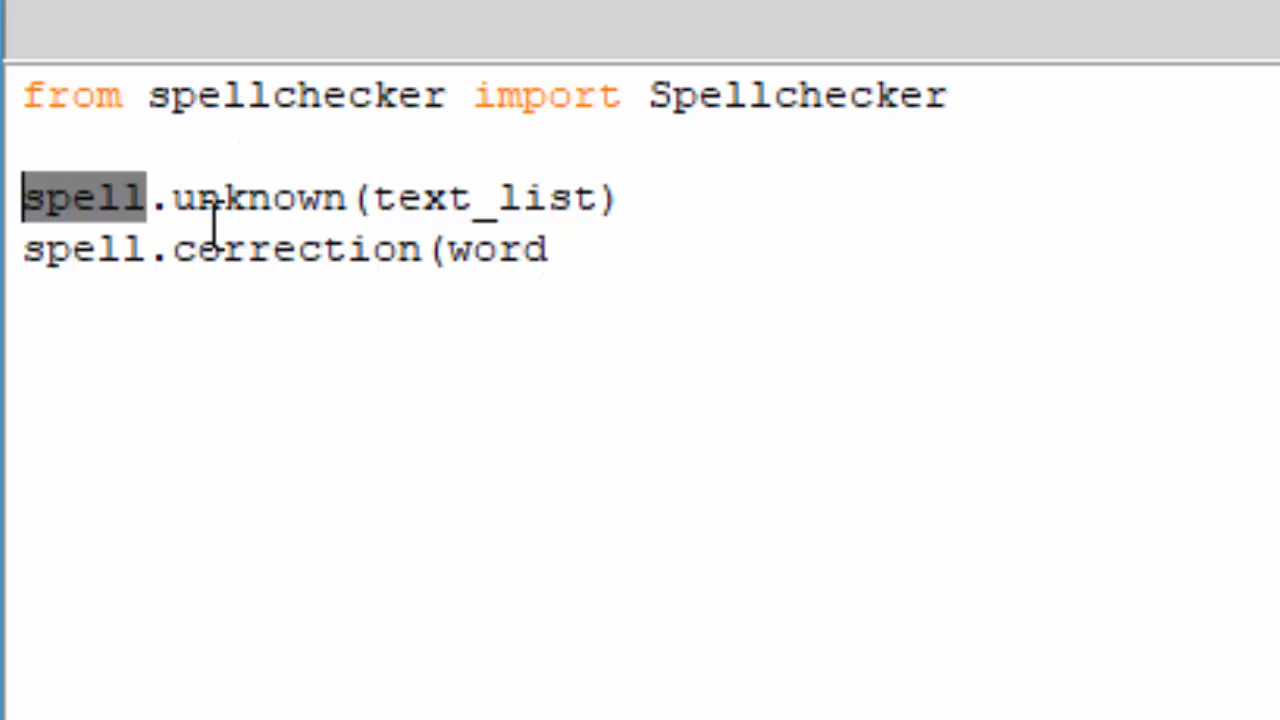 from spellchecker import Spellchecker
spell.unknown(text_list)
spell.correction(word